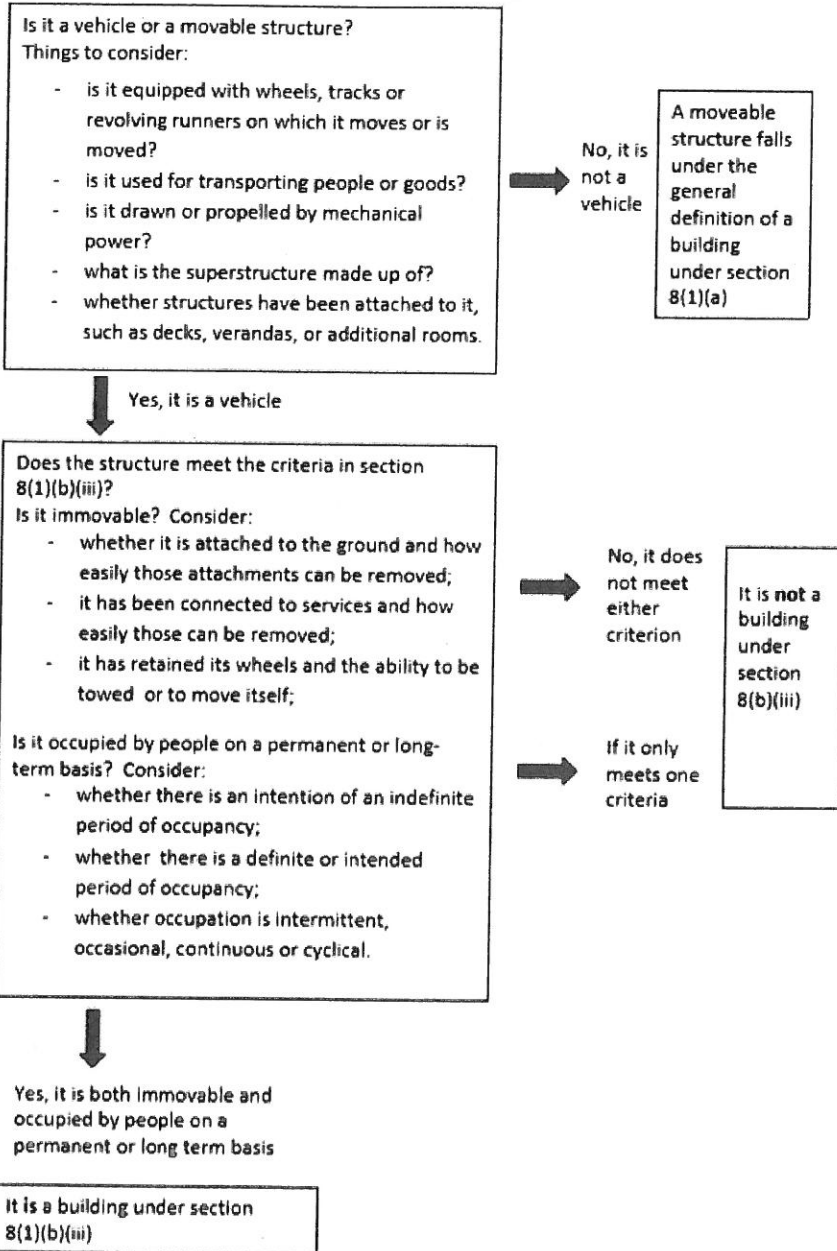 Is it a vehicle or a movable structure?
Things to consider:
- is it equipped with wheels, tracks or
revolving runners on which it moves or is
moved?
- is it used for transporting people or goods?
- is it drawn or propelled by mechanical
power?
- what is the superstructure made up of?
- whether structures have been attached to it,
such as decks, verandas, or additional rooms.
No, it is
not a
vehicle
A moveable
structure falls
under the
general
definition of a
building
under section
8(1)(a)
Yes, it is a vehicle
Does the structure meet the criteria in section
8(1)(b)(iii)?
Is it immovable? Consider:
- whether it is attached to the ground and how
easily those attachments can be removed;
- it has been connected to services and how
easily those can be removed;
- it has retained its wheels and the ability to be
towed or to move itself;
Is it occupied by people on a permanent or long-
term basis? Consider:
- whether there is an intention of an indefinite
period of occupancy;
- whether there is a definite or intended
period of occupancy;
- whether occupation is intermittent,
occasional, continuous or cyclical.
No, it does
not meet
either
criterion
If it only
meets one
criteria
It is not a
building
under
section
8(b)(iii)
Yes, it is both immovable and
occupied by people on a
permanent or long term basis
It is a building under section
8(1)(b)(iii)